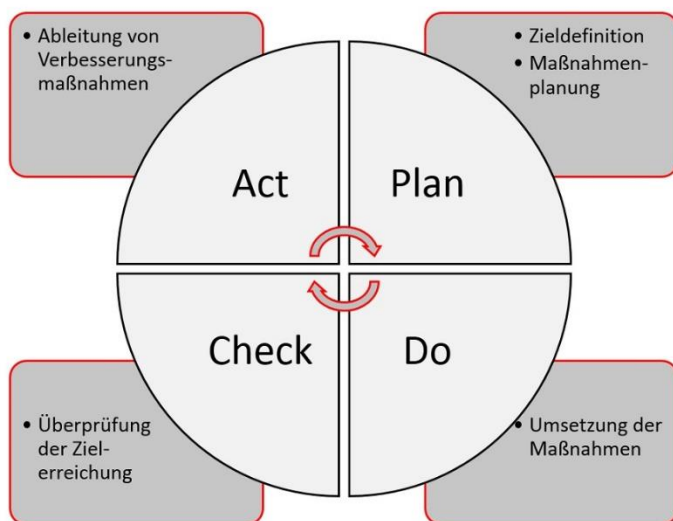 • Ableitung von
Verbesserungs-
maßnahmen
• Zieldefinition
• Maßnahmen-
planung
Act
Plan
Check
Do
• Überprüfung
der Ziel-
erreichung
• Umsetzung der
Maßnahmen